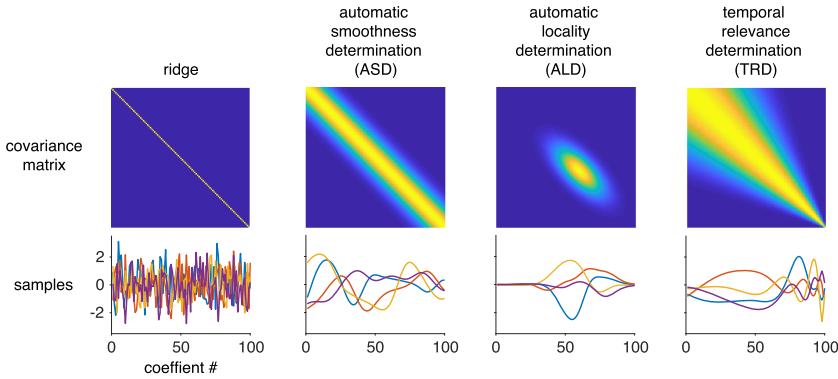 ridge
automatic
smoothness
determination
(ASD)
automatic
locality
determination
(ALD)
temporal
relevance
determination
(TRD)
covariance
matrix
samples
2
0
-2
0
50
100
0
50
100
0
50
100
0
50
100
coeffient #